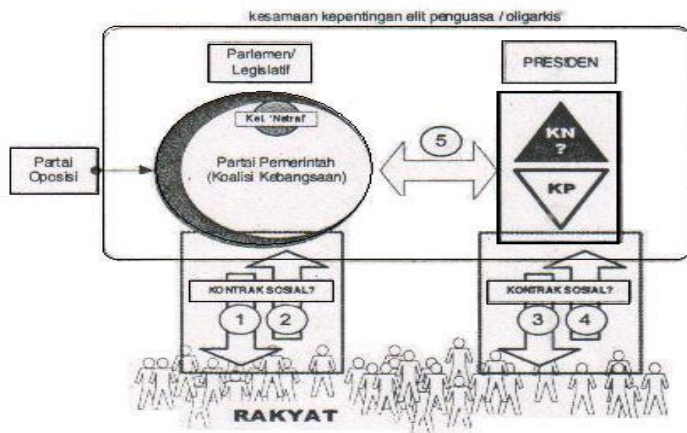 kesamaan kepentingan elit penguasa / oligarkis
Parlemen/
Legislatif
PRESIDEN
Kel. 'Netral'
KN
?
5
Partai
Oposisi
Partai Pemerintah
(Koalisi Kebangsaan)
KP
KONTRAK SOSIAL?
KONTRAK SOSIAL?
1
2
3
4
RAKYAT